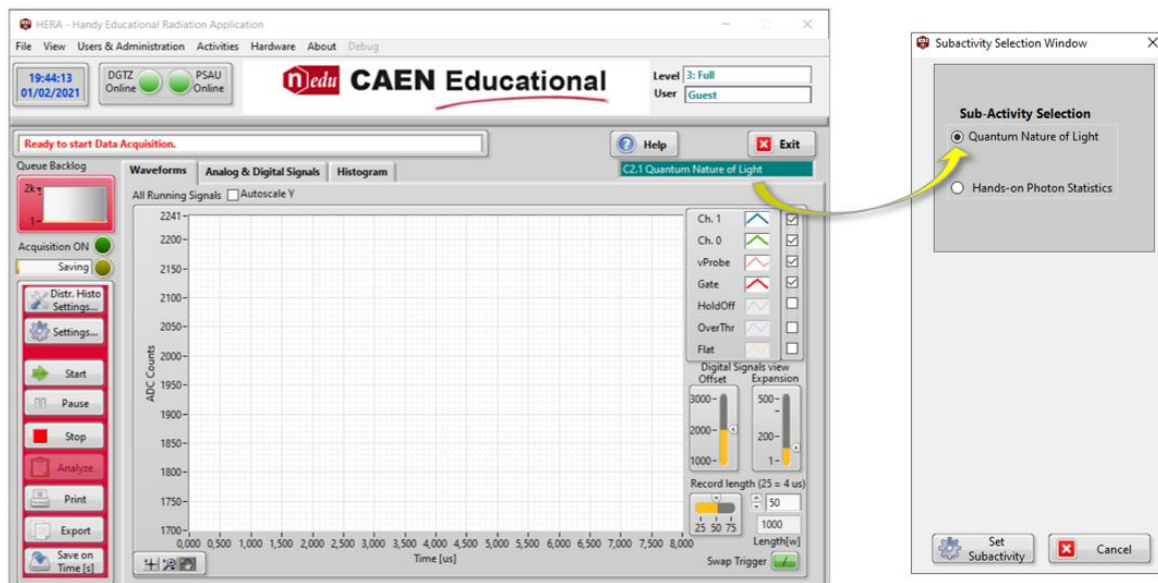 HERA - Handy Educational Radiation Application
File View Users & Administration Activities Hardware About Debug
19:44:13
01/02/2021
DGTZ
Online
PSAU
Online
n edu CAEN Educational
Level 3: Full
User Guest
Ready to start Data Acquisition.
Help
Exit
Queue Backlog
2k
1
Waveforms Analog & Digital Signals Histogram
C2.1 Quantum Nature of Light
All Running Signals Autoscale Y
Acquisition ON
Saving
Distr. Histo
Settings...
Settings...
Start
Pause
Stop
Analyze
Print
Export
Save on
Time [s]
ADC Counts
2241
2200
2150
2100
2050
2000
1950
1900
1850
1800
1750
1700
0,000 0,500 1,000 1,500 2,000 2,500 3,000 3,500 4,000 4,500 5,000 5,500 6,000 6,500 7,000 7,500 8,000
Time [us]
Ch. 1
Ch. 0
vProbe
Gate
HoldOff
OverThr
Flat
Digital Signals view
Offset Expansion
3000 500
2000 200
1000 1
Record length (25 = 4 us)
50
25 50 75
1000
Length[w]
Swap Trigger
Subactivity Selection Window
Sub-Activity Selection
Quantum Nature of Light
Hands-on Photon Statistics
Set
Subactivity
Cancel